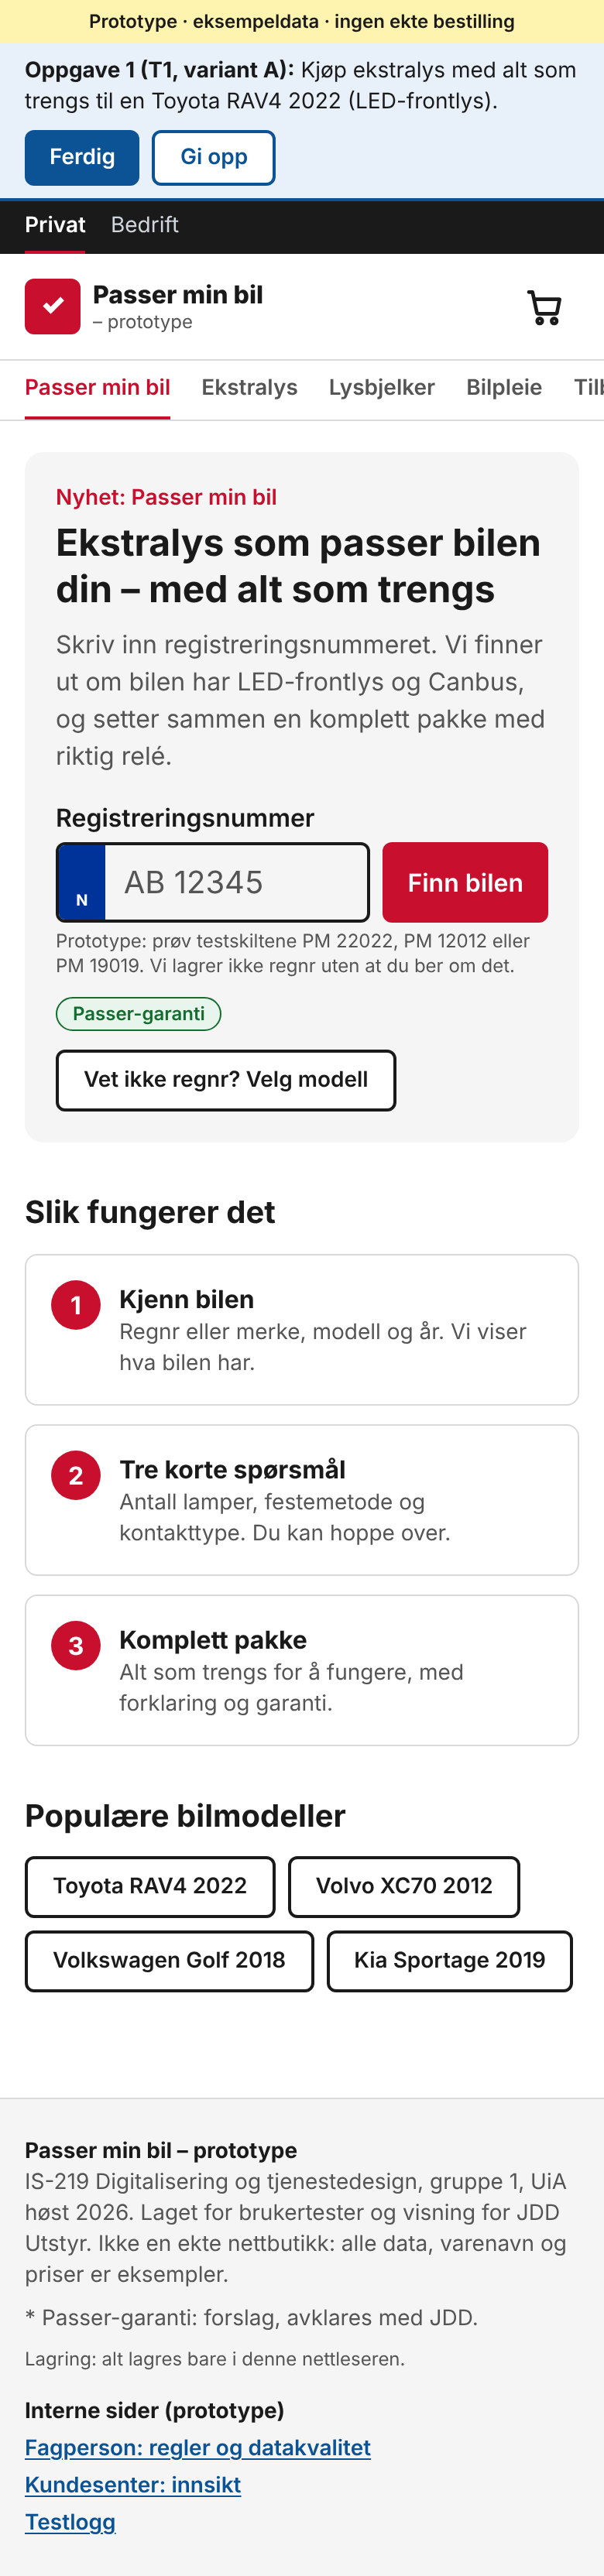 Prototype · eksempeldata · ingen ekte bestilling
Oppgave 1 (T1, variant A): Kjøp ekstralys med alt som
trengs til en Toyota RAV4 2022 (LED-frontlys).
Ferdig
Gi opp
Privat
Bedrift
Passer min bil
– prototype
Passer min bil
Ekstralys
Lysbjelker
Bilpleie
Nyhet: Passer min bil
Ekstralys som passer bilen
din – med alt som trengs
Skriv inn registreringsnummeret. Vi finner
ut om bilen har LED-frontlys og Canbus,
og setter sammen en komplett pakke med
riktig relé.
Registreringsnummer
N
AB 12345
Finn bilen
Prototype: prøv testskiltene PM 22022, PM 12012 eller
PM 19019. Vi lagrer ikke regnr uten at du ber om det.
Passer-garanti
Vet ikke regnr? Velg modell
Slik fungerer det
1
Kjenn bilen
Regnr eller merke, modell og år. Vi viser
hva bilen har.
2
Tre korte spørsmål
Antall lamper, festemetode og
kontakttype. Du kan hoppe over.
3
Komplett pakke
Alt som trengs for å fungere, med
forklaring og garanti.
Populære bilmodeller
Toyota RAV4 2022
Volvo XC70 2012
Volkswagen Golf 2018
Kia Sportage 2019
Passer min bil – prototype
IS-219 Digitalisering og tjenestedesign, gruppe 1, UiA
høst 2026. Laget for brukertester og visning for JDD
Utstyr. Ikke en ekte nettbutikk: alle data, varenavn og
priser er eksempler.
* Passer-garanti: forslag, avklares med JDD.
Lagring: alt lagres bare i denne nettleseren.
Interne sider (prototype)
Fagperson: regler og datakvalitet
Kundesenter: innsikt
Testlogg